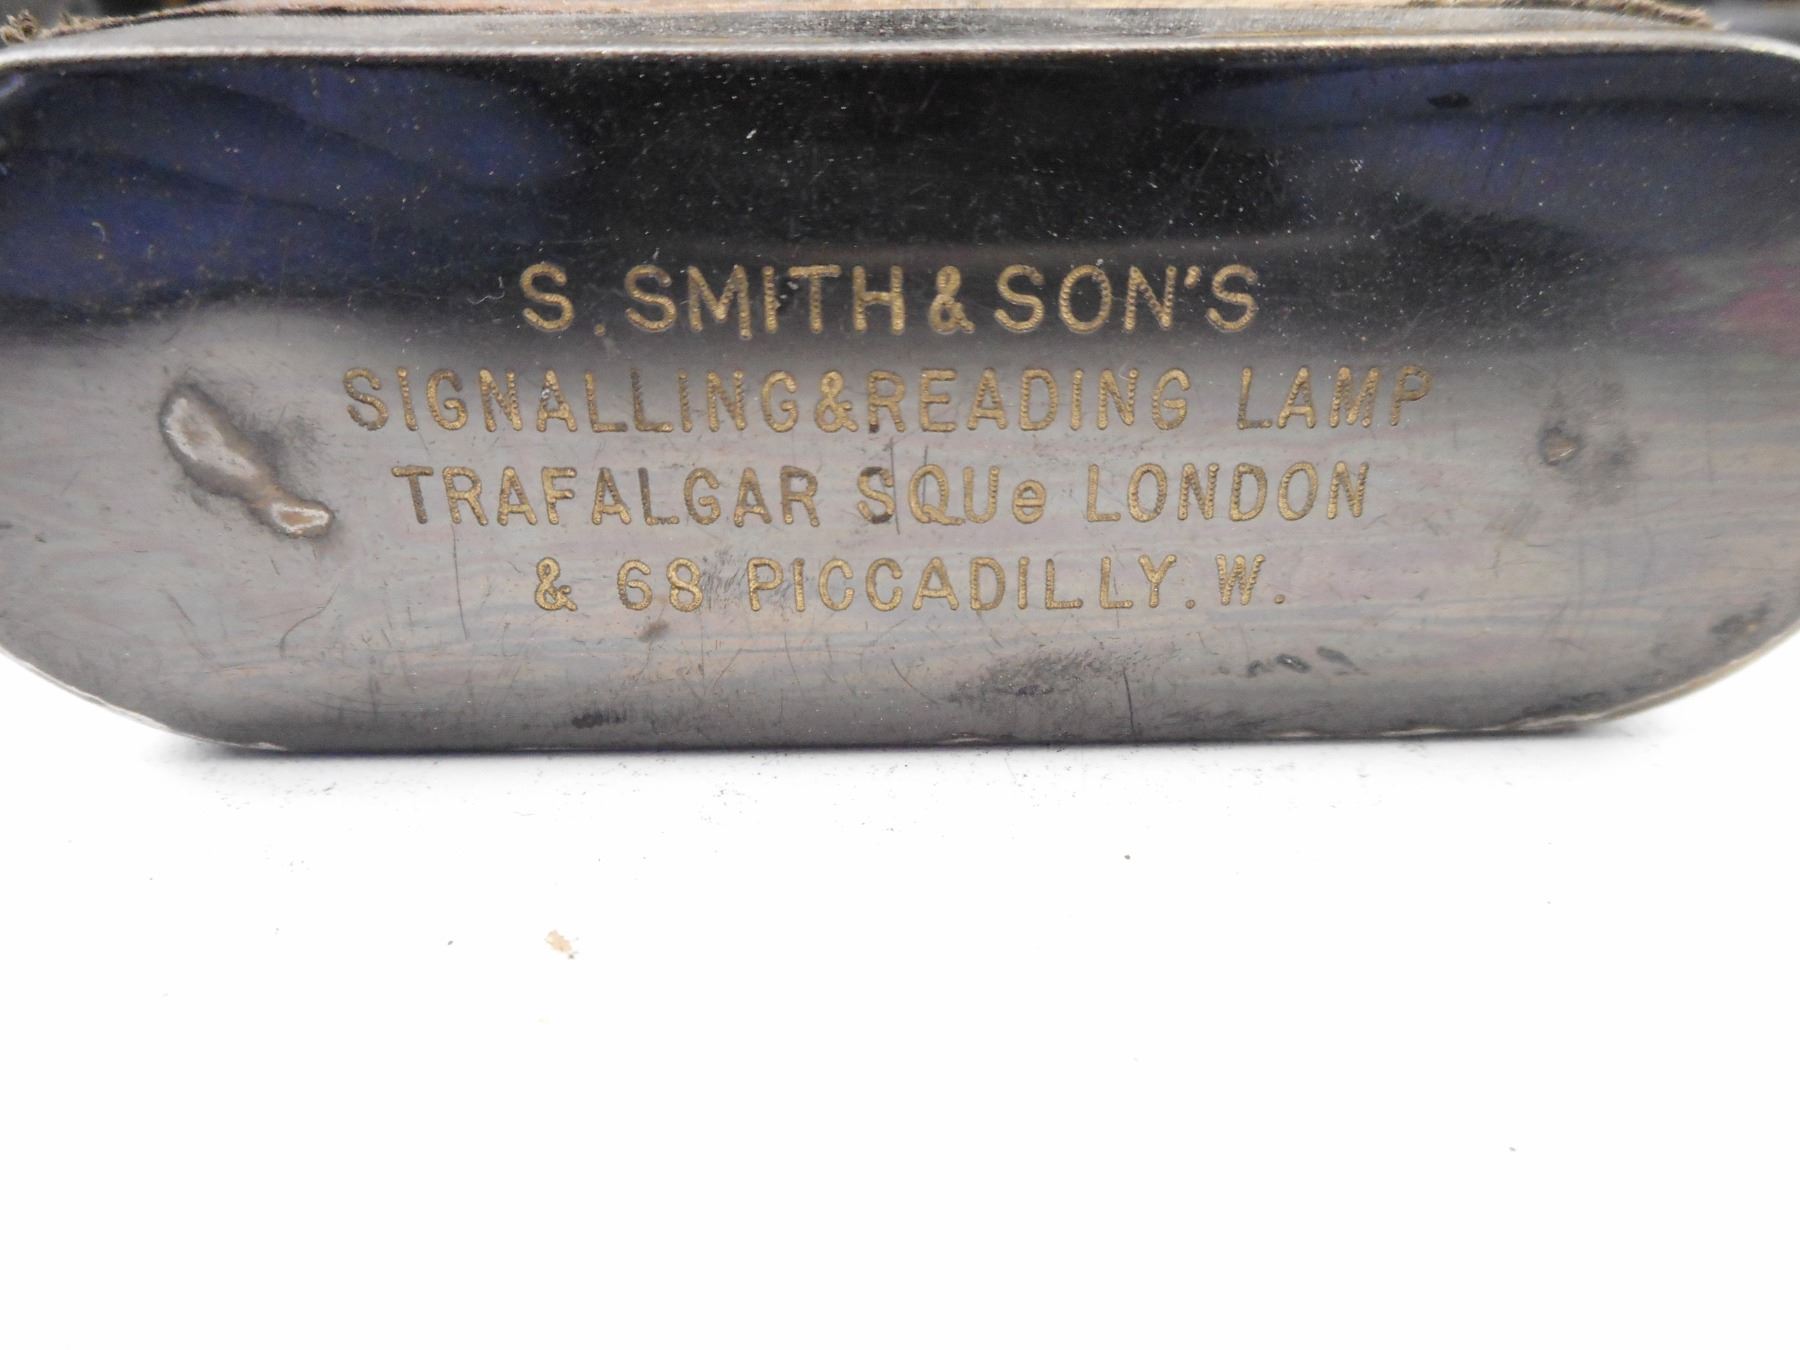 S. SMITH & SON'S
SIGNALLING & READING LAMP
TRAFALGAR SQUe LONDON
& 68 PICCADILLY. W.